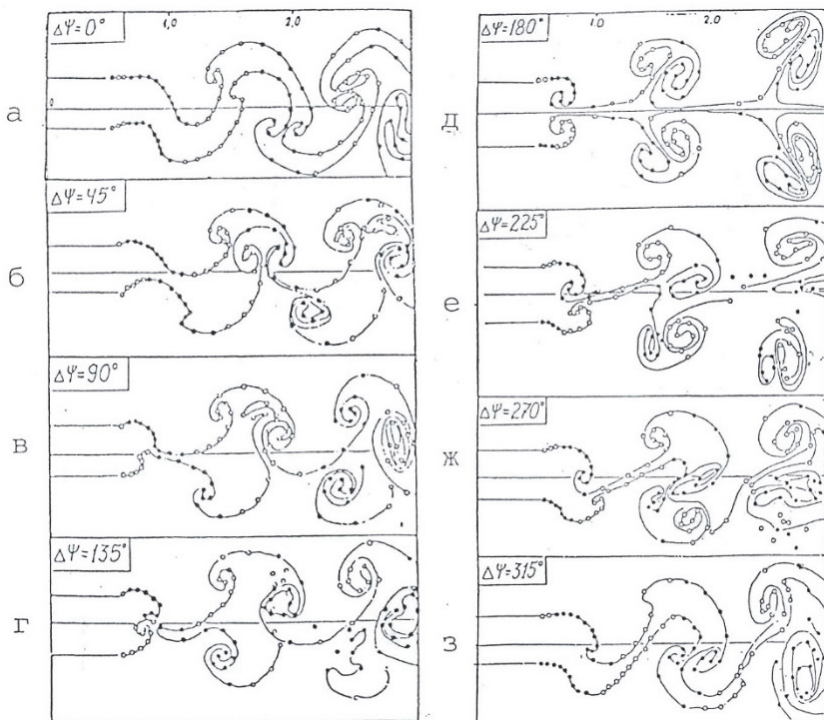 1,0 2.0
ΔΨ=0°
а
ΔΨ=45°
б
ΔΨ=90°
в
ΔΨ=135°
г
1.0 2.0
ΔΨ=180°
д
ΔΨ=225°
е
ΔΨ=270°
ж
ΔΨ=315°
з